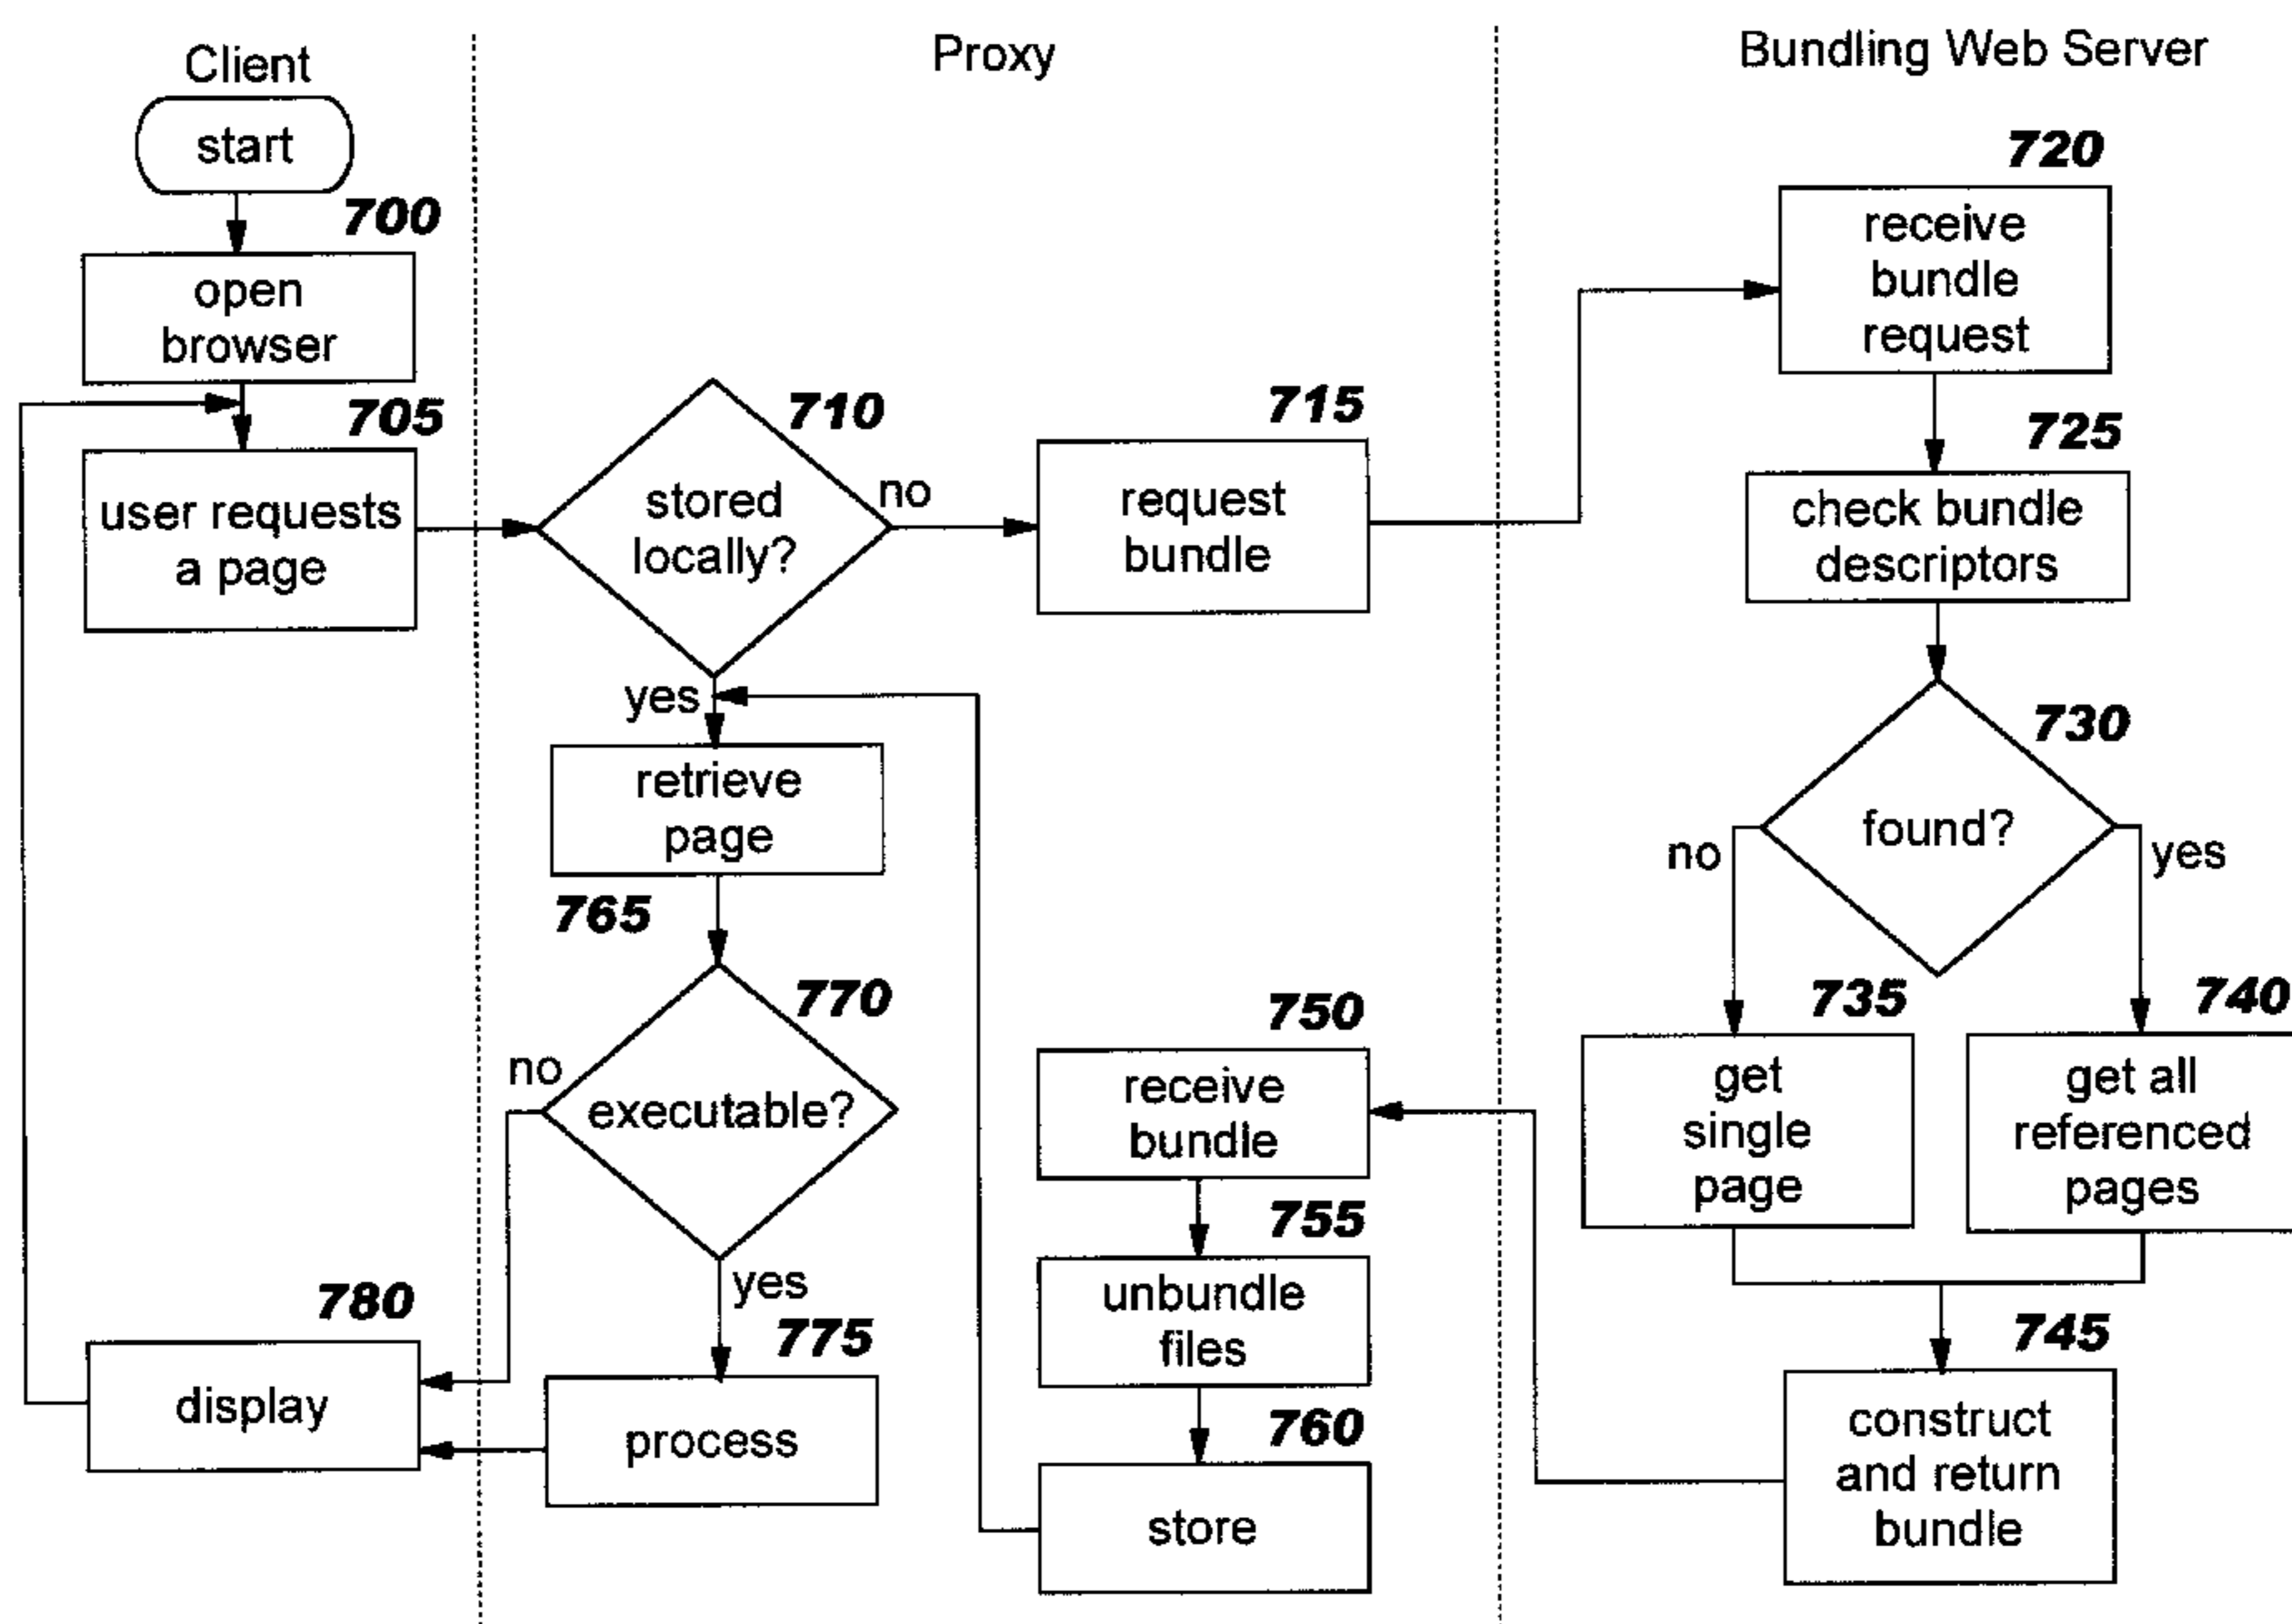 Client
Proxy
Bundling Web Server
start
700
open
browser
705
user requests
a page
710
stored
locally?
no
yes
715
request
bundle
720
receive
bundle
request
725
check bundle
descriptors
730
found?
no
yes
735
get
single
page
740
get all
referenced
pages
745
construct
and return
bundle
750
receive
bundle
755
unbundle
files
760
store
retrieve
page
765
770
executable?
no
yes
775
process
780
display